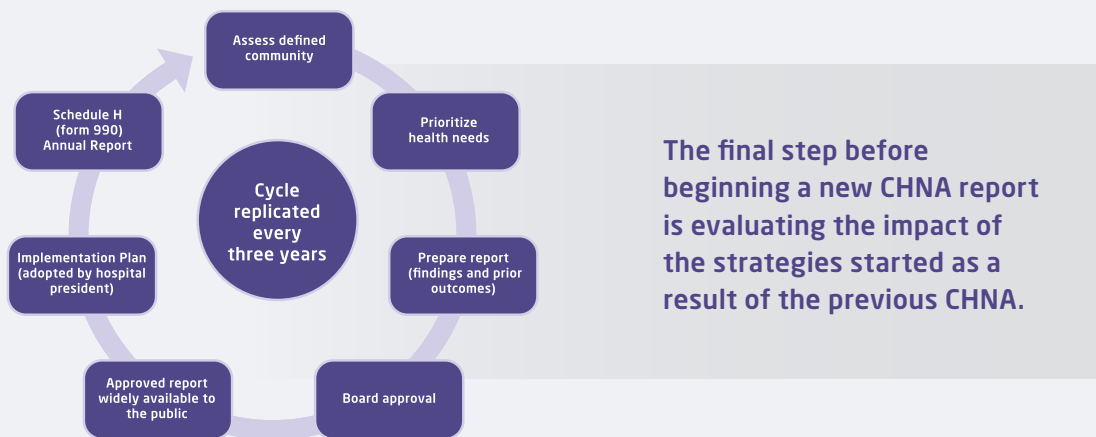 Assess defined
community
Prioritize
health needs
Prepare report
(findings and prior
outcomes)
Board approval
Approved report
widely available to
the public
Implementation Plan
(adopted by hospital
president)
Schedule H
(form 990)
Annual Report
Cycle
replicated
every
three years
The final step before
beginning a new CHNA report
is evaluating the impact of
the strategies started as a
result of the previous CHNA.